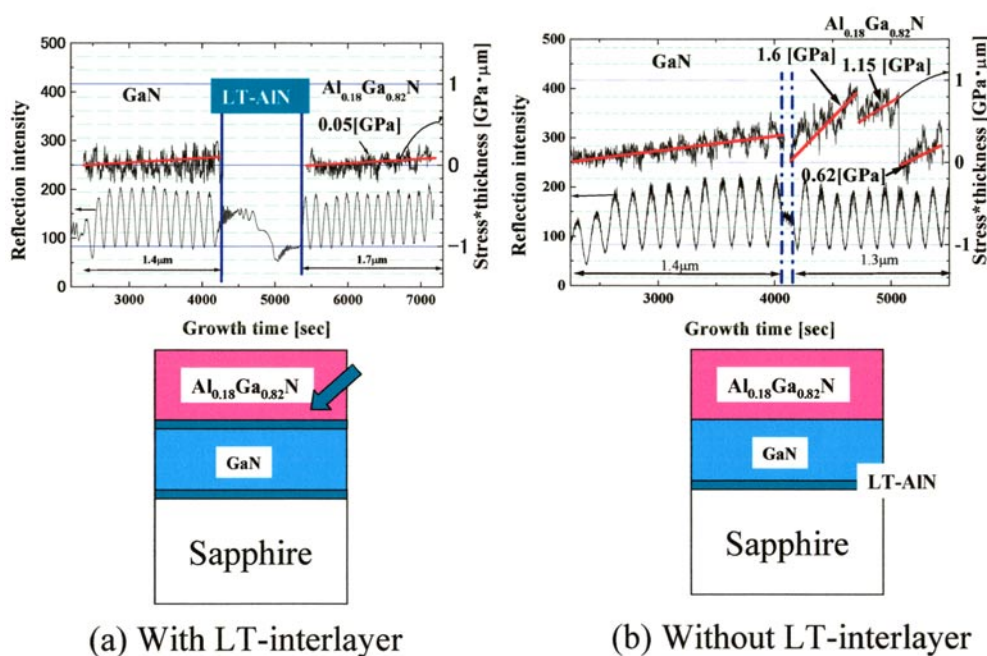 500
400
300
200
100
0
Reflection intensity
GaN
LT-AlN
Al0.18Ga0.82N
0.05[GPa]
1.4μm
1.7μm
1
0
−1
Stress*thickness [GPa·μm]
3000 4000 5000 6000 7000
Growth time [sec]
Al0.18Ga0.82N
GaN
Sapphire
(a) With LT-interlayer
500
400
300
200
100
0
Reflection intensity
GaN
Al0.18Ga0.82N
1.6 [GPa]
1.15 [GPa]
0.62[GPa]
1.4μm
1.3μm
1
0
−1
Stress*thickness [GPa·μm]
3000 4000 5000
Growth time [sec]
Al0.18Ga0.82N
GaN
LT-AlN
Sapphire
(b) Without LT-interlayer